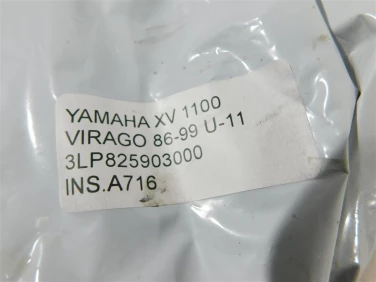 YAMAHA XV 1100
VIRAGO 86-99 U-11
3LP825903000
INS.A716